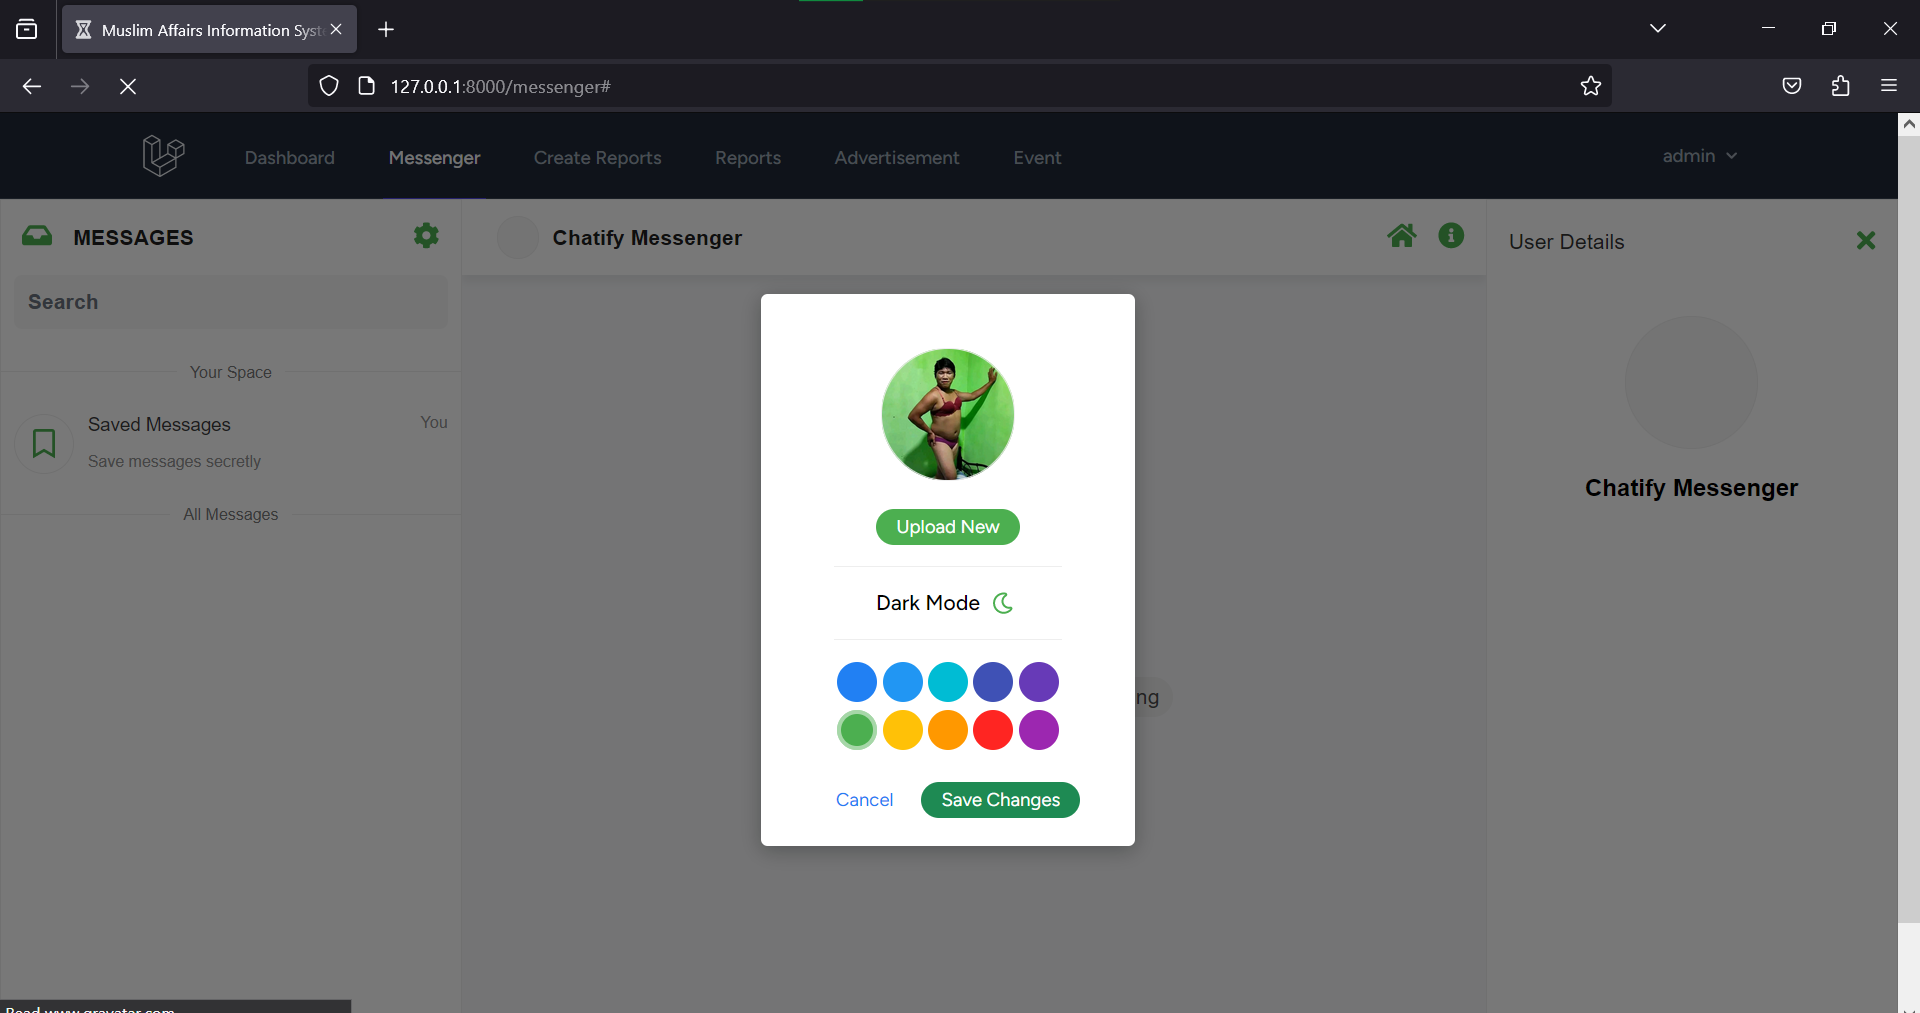 Muslim Affairs Information Syst
127.0.0.1:8000/messenger#
Dashboard
Messenger
Create Reports
Reports
Advertisement
Event
admin
MESSAGES
Chatify Messenger
User Details
Search
Your Space
Saved Messages
You
Save messages secretly
All Messages
Chatify Messenger
Upload New
Dark Mode
ng
Cancel
Save Changes
Read www.gravatar.com